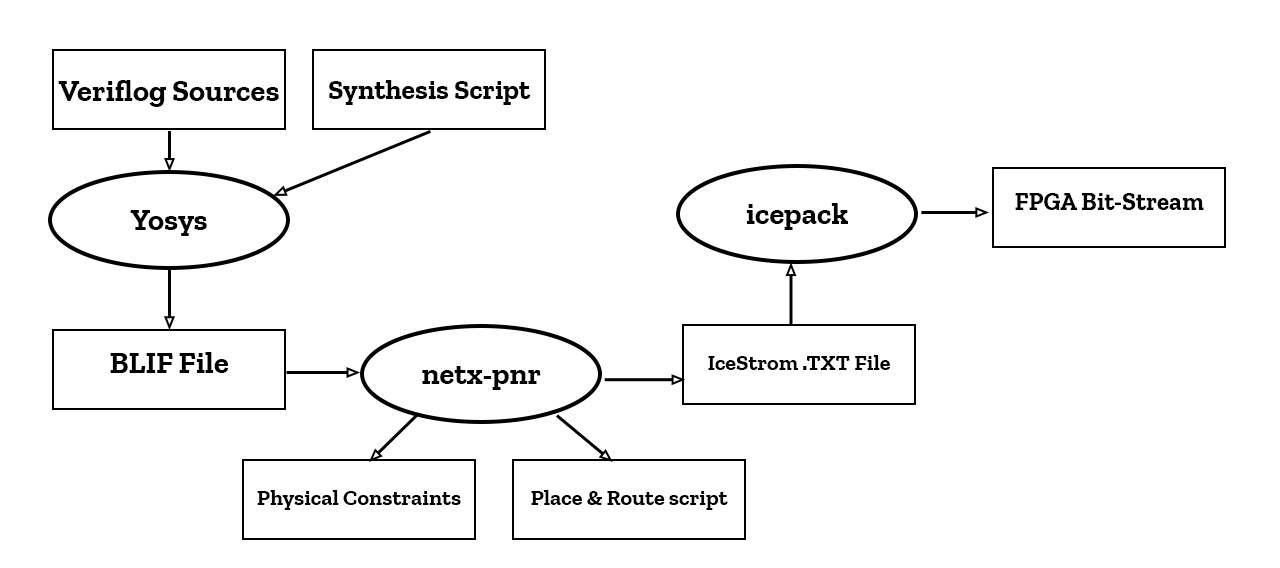 Veriflog Sources
Synthesis Script
Yosys
icepack
FPGA Bit-Stream
BLIF File
netx-pnr
IceStrom .TXT File
Physical Constraints
Place & Route script